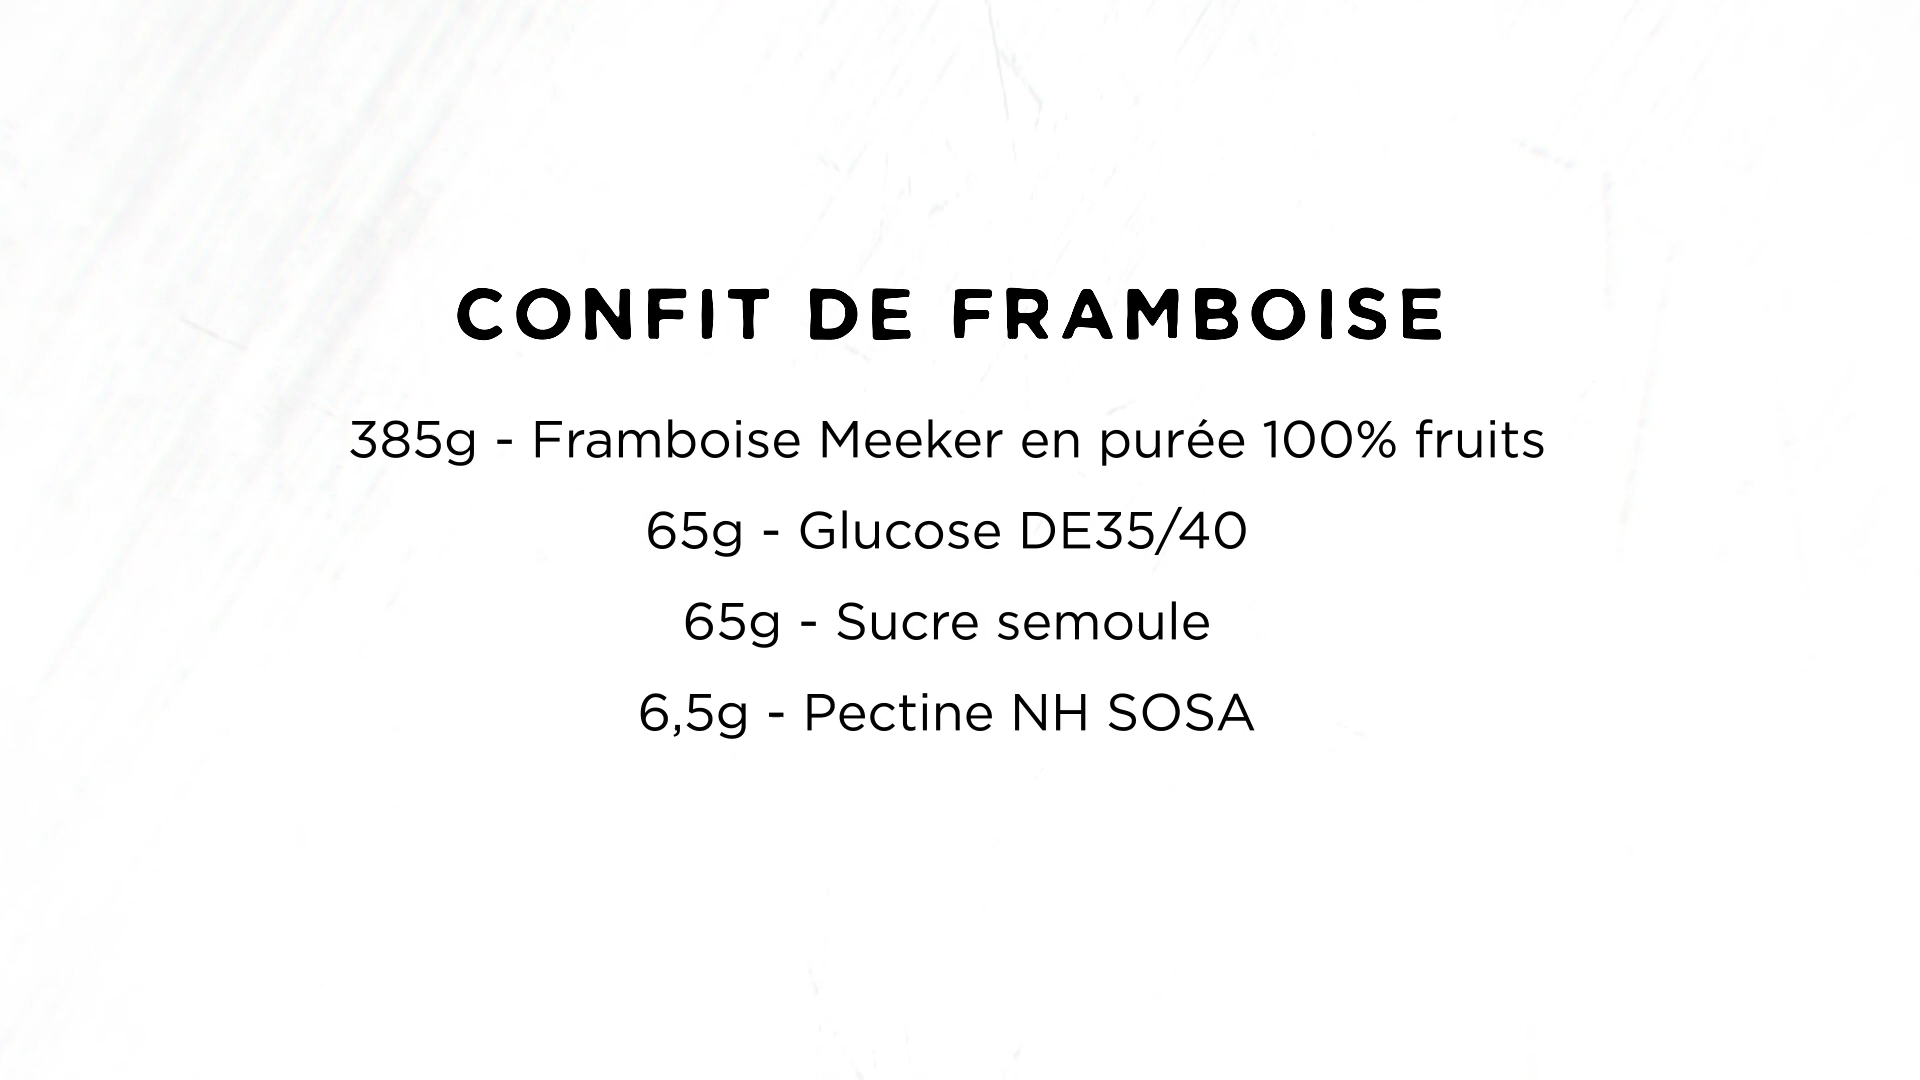 CONFIT DE FRAMBOISE
385g - Framboise Meeker en purée 100% fruits
65g - Glucose DE35/40
65g - Sucre semoule
6,5g - Pectine NH SOSA